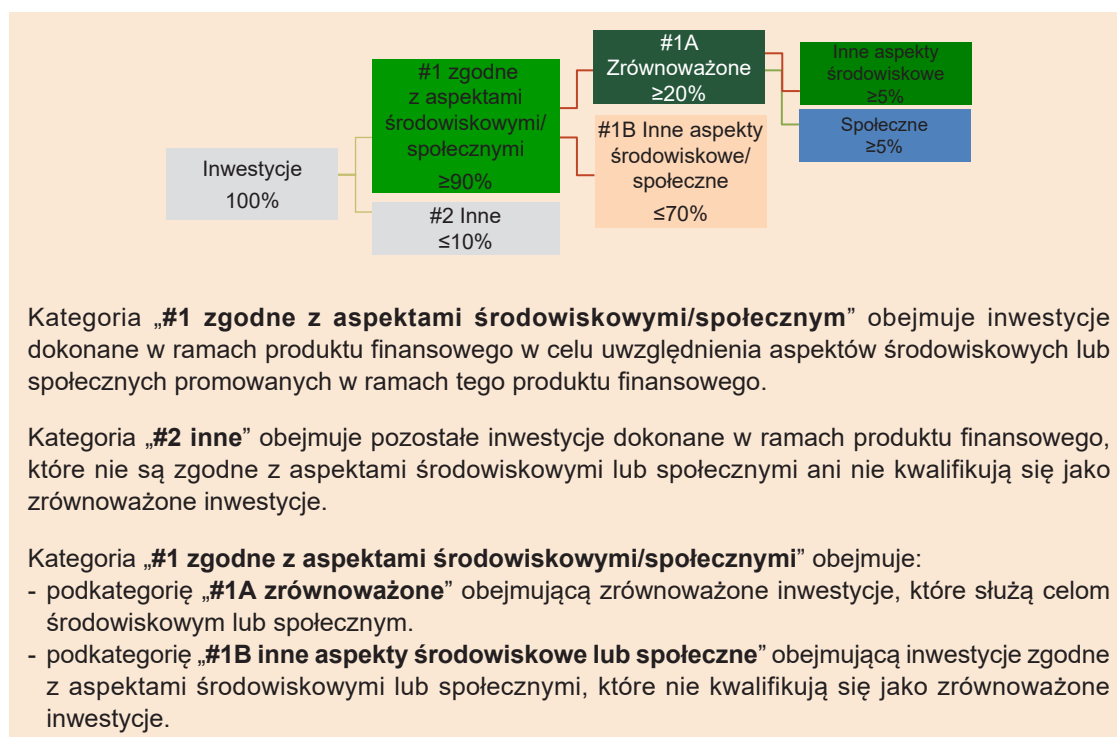 Inwestycje
100%
#1 zgodne
z aspektami
środowiskowymi/
społecznymi
≥90%
#2 Inne
≤10%
#1A
Zrównoważone
≥20%
#1B Inne aspekty
środowiskowe/
społeczne
≤70%
Inne aspekty
środowiskowe
≥5%
Społeczne
≥5%
Kategoria „#1 zgodne z aspektami środowiskowymi/społecznym” obejmuje inwestycje
dokonane w ramach produktu finansowego w celu uwzględnienia aspektów środowiskowych lub
społecznych promowanych w ramach tego produktu finansowego.
Kategoria „#2 inne” obejmuje pozostałe inwestycje dokonane w ramach produktu finansowego,
które nie są zgodne z aspektami środowiskowymi lub społecznymi ani nie kwalifikują się jako
zrównoważone inwestycje.
Kategoria „#1 zgodne z aspektami środowiskowymi/społecznymi” obejmuje:
- podkategorię „#1A zrównoważone” obejmującą zrównoważone inwestycje, które służą celom
środowiskowym lub społecznym.
- podkategorię „#1B inne aspekty środowiskowe lub społeczne” obejmującą inwestycje zgodne
z aspektami środowiskowymi lub społecznymi, które nie kwalifikują się jako zrównoważone
inwestycje.